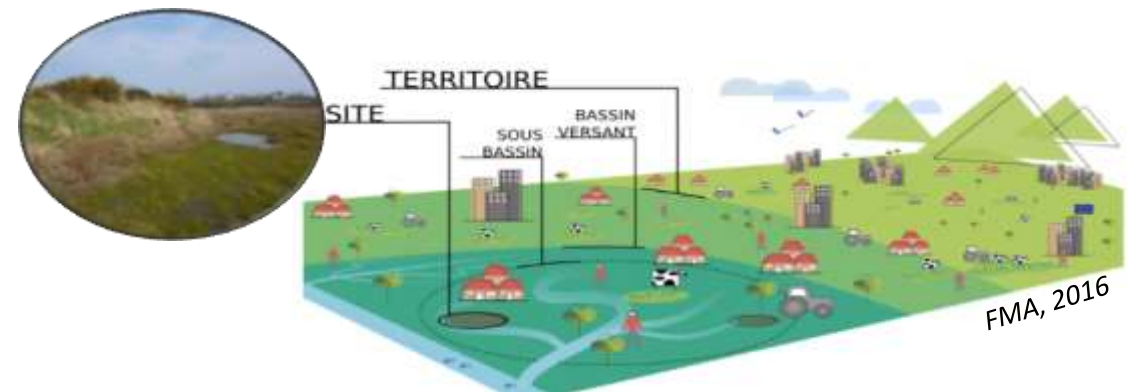 TERRITOIRE
SITE
SOUS
BASSIN
BASSIN
VERSANT
FMA, 2016